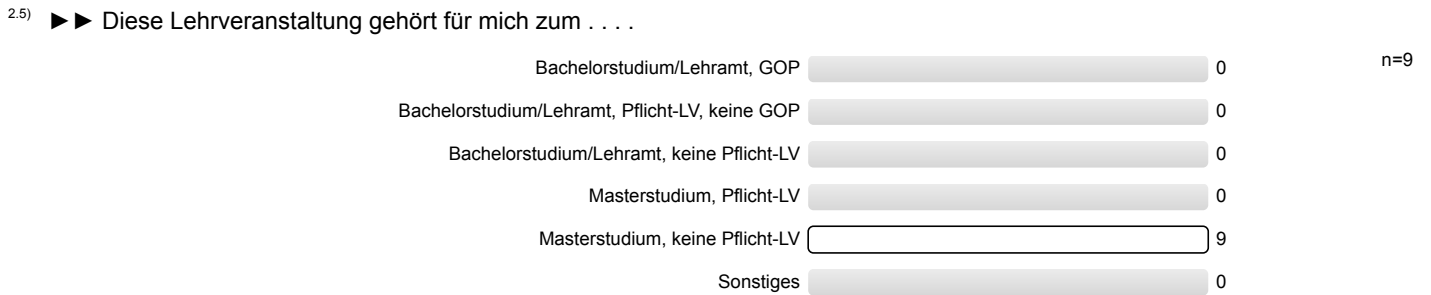 2.5) ►► Diese Lehrveranstaltung gehört für mich zum . . . .
n=9
Bachelorstudium/Lehramt, GOP 0
Bachelorstudium/Lehramt, Pflicht-LV, keine GOP 0
Bachelorstudium/Lehramt, keine Pflicht-LV 0
Masterstudium, Pflicht-LV 0
Masterstudium, keine Pflicht-LV 9
Sonstiges 0